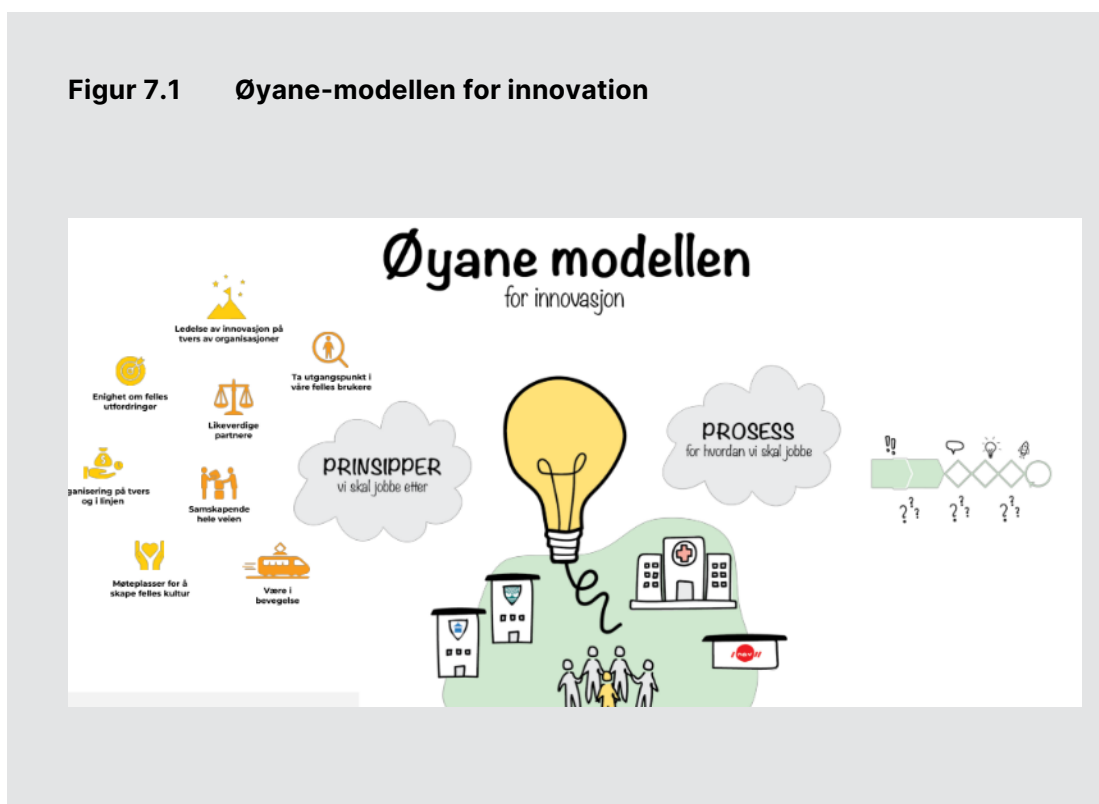 Figur 7.1 Øyane-modellen for innovation
Øyane modellen
for innovasjon
Ledelse av innovasjon på
tvers av organisasjoner
Ta utgangspunkt i
våre felles brukere
Enighet om felles
utfordringer
Likeverdige
partnere
ganisering på tvers
og i linjen
Samskapende
hele veien
Møteplasser for å
skape felles kultur
Være i
bevegelse
PRINSIPPER
vi skal jobbe etter
PROSESS
for hvordan vi skal jobbe
!!
???
???
???
nav